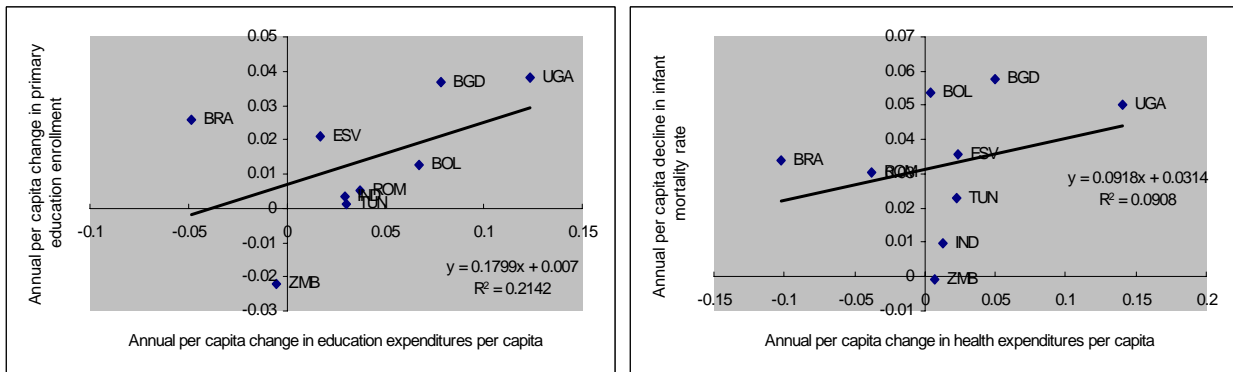 Annual per capita change in primary
education enrollment
0.05
0.04
0.03
0.02
0.01
0
-0.01
-0.02
-0.03
-0.1
-0.05
0
0.05
0.1
0.15
BRA
ESV
BGD
UGA
BOL
ROM
IND
TUN
ZMB
y = 0.1799x + 0.007
R² = 0.2142
Annual per capita change in education expenditures per capita
Annual per capita decline in infant
mortality rate
0.07
0.06
0.05
0.04
0.03
0.02
0.01
0
-0.01
-0.15
-0.1
-0.05
0
0.05
0.1
0.15
0.2
BOL
BGD
UGA
BRA
ESV
TUN
IND
ZMB
y = 0.0918x + 0.0314
R² = 0.0908
Annual per capita change in health expenditures per capita